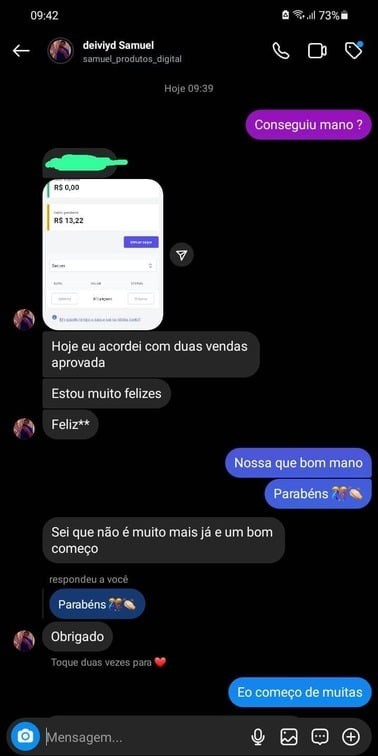 09:42
73%
deiviyd Samuel
samuel_produtos_digital
Hoje 09:39
Conseguiu mano ?
R$ 0,00
R$ 13,22
Hoje eu acordei com duas vendas
aprovada
Estou muito felizes
Feliz**
Nossa que bom mano
Parabéns 🎊👏🏻
Sei que não é muito mais já e um bom
começo
respondeu a você
Parabéns 🎊👏🏻
Obrigado
Toque duas vezes para ❤️
Eo começo de muitas
Mensagem...